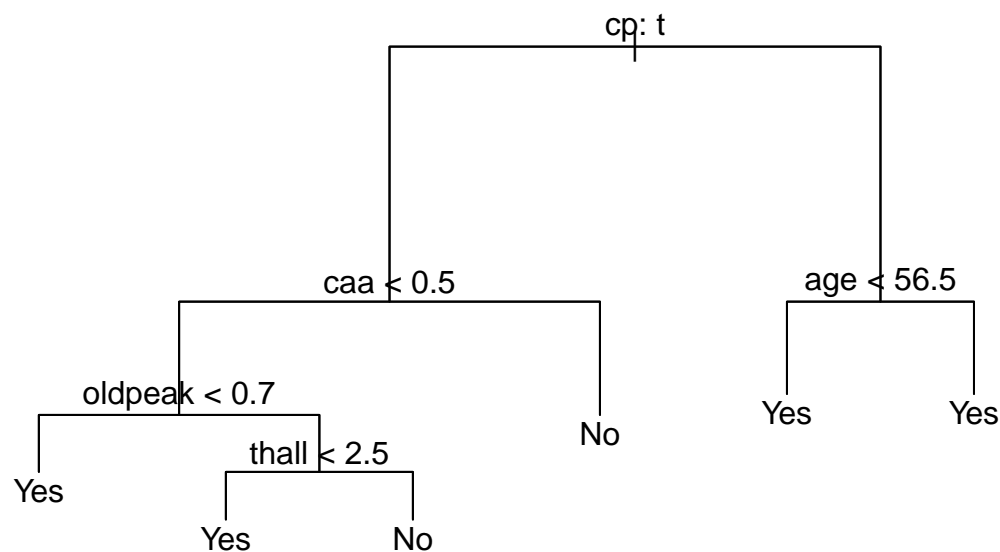 cp: t
caa < 0.5
age < 56.5
oldpeak < 0.7
Yes
Yes
No
thall < 2.5
Yes
Yes
No